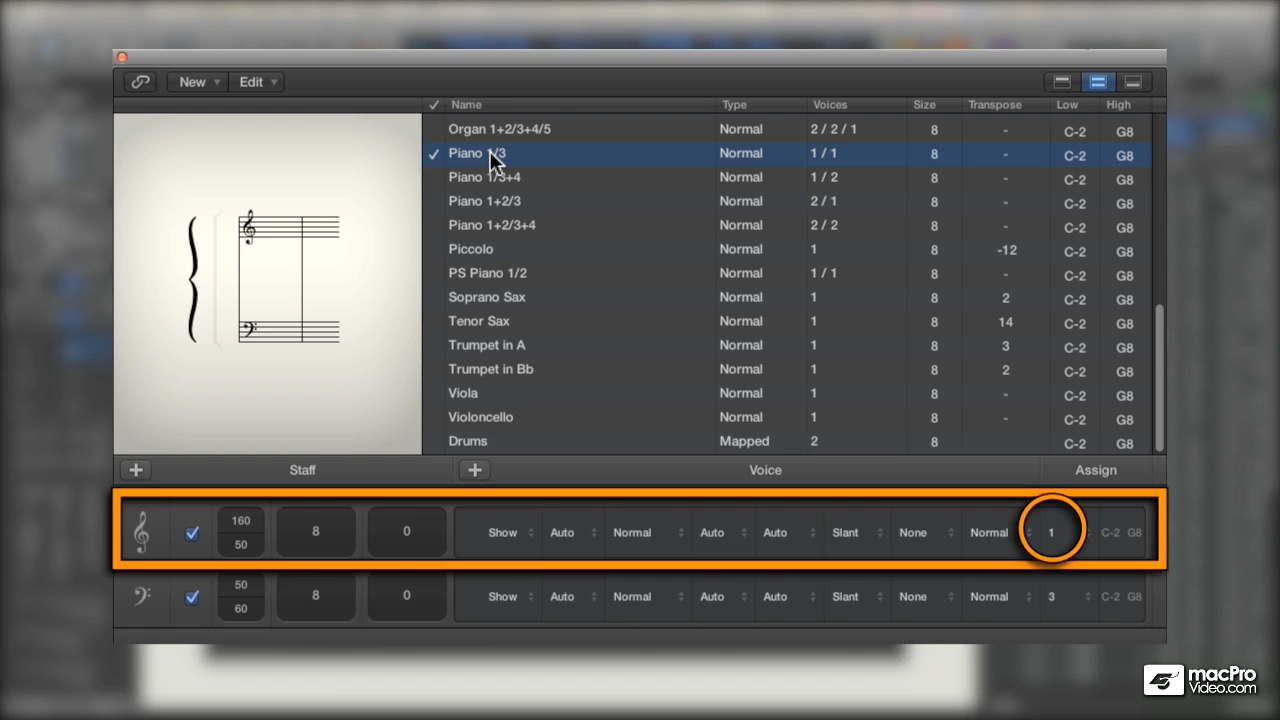 New Edit
Name Type Voices Size Transpose Low High
Organ 1+2/3+4/5 Normal 2 / 2 / 1 8 - C-2 G8
Piano 1/3 Normal 1 / 1 8 - C-2 G8
Piano 1/3+4 Normal 1 / 2 8 - C-2 G8
Piano 1+2/3 Normal 2 / 1 8 - C-2 G8
Piano 1+2/3+4 Normal 2 / 2 8 - C-2 G8
Piccolo Normal 1 8 -12 C-2 G8
PS Piano 1/2 Normal 1 / 1 8 - C-2 G8
Soprano Sax Normal 1 8 2 C-2 G8
Tenor Sax Normal 1 8 14 C-2 G8
Trumpet in A Normal 1 8 3 C-2 G8
Trumpet in Bb Normal 1 8 2 C-2 G8
Viola Normal 1 8 - C-2 G8
Violoncello Normal 1 8 - C-2 G8
Drums Mapped 2 8 C-2 G8
+ Staff + Voice Assign
160
8 0 Show Auto Normal Auto Auto Slant None Normal 1 C-2 G8
50
50
8 0 Show Auto Normal Auto Auto Slant None Normal 3 C-2 G8
60
macPro
Video.com